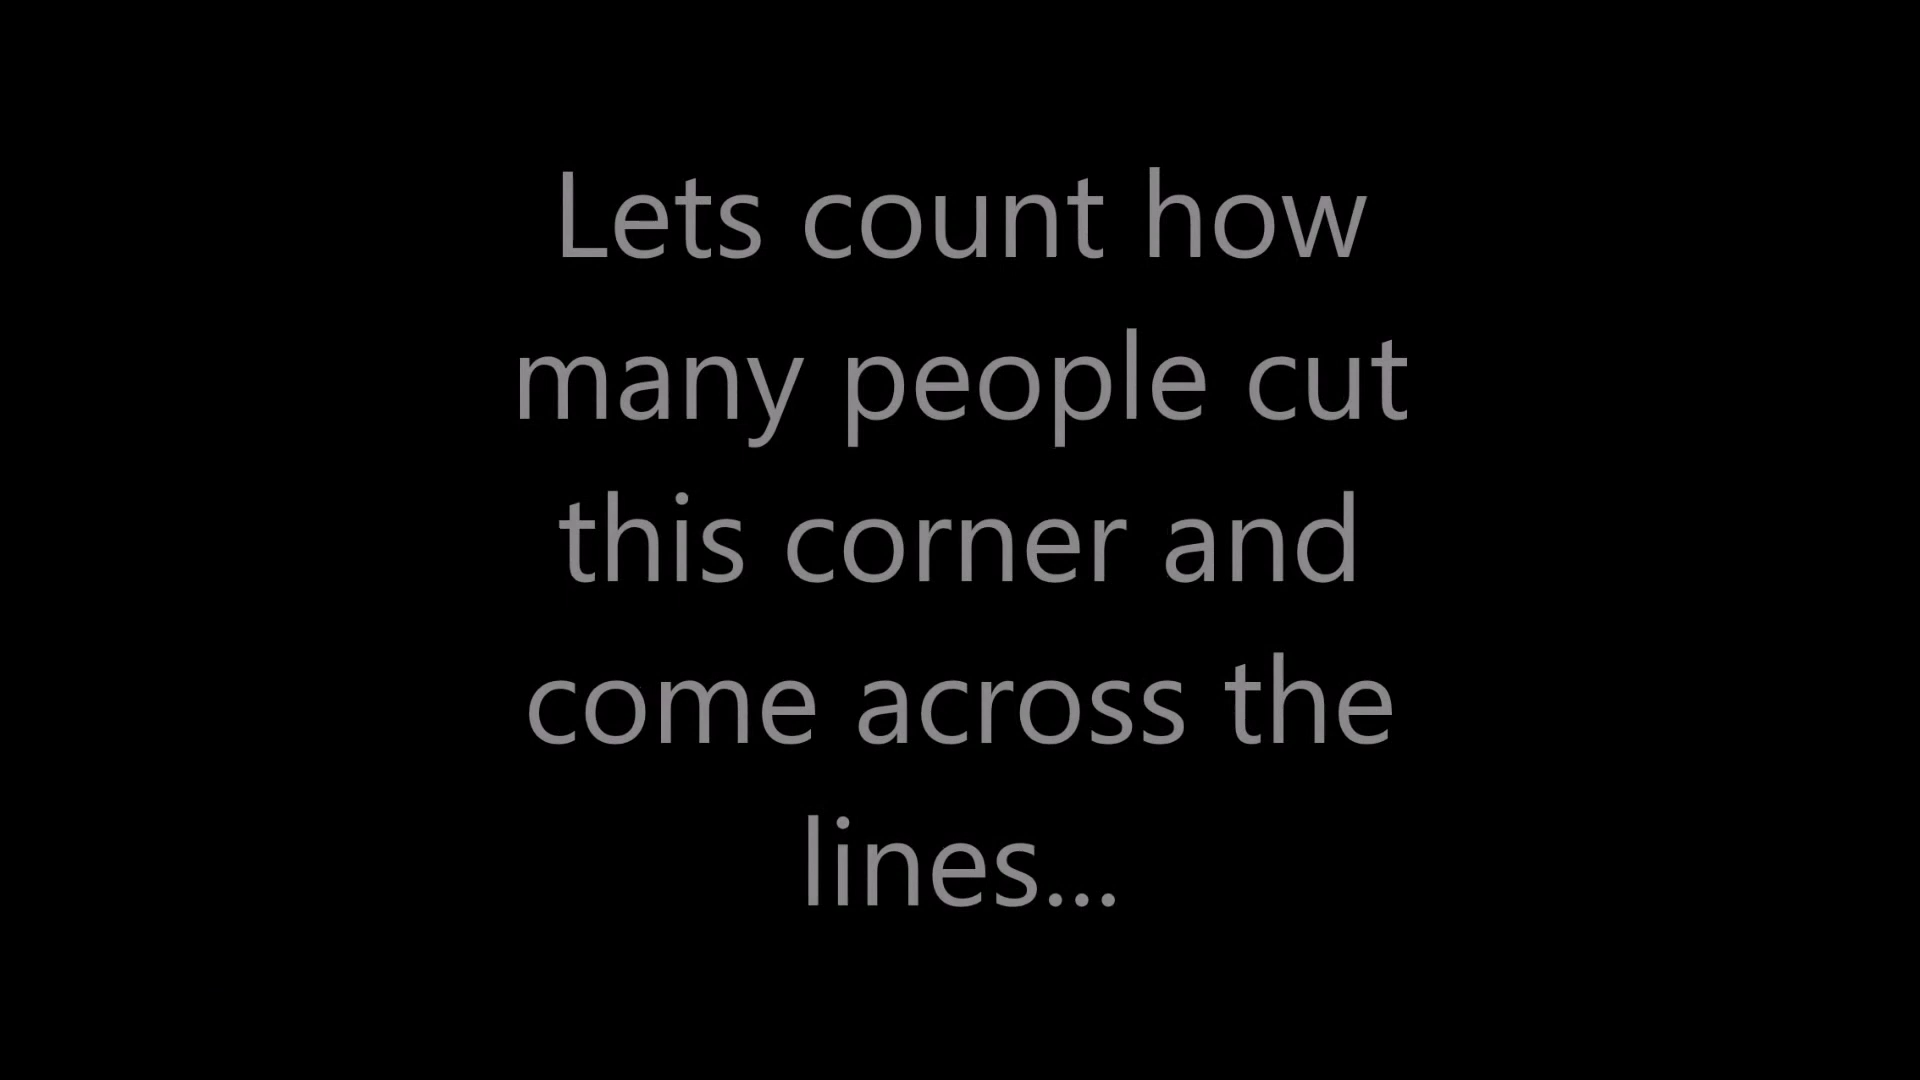 Lets count how
many people cut
this corner and
come across the
lines...